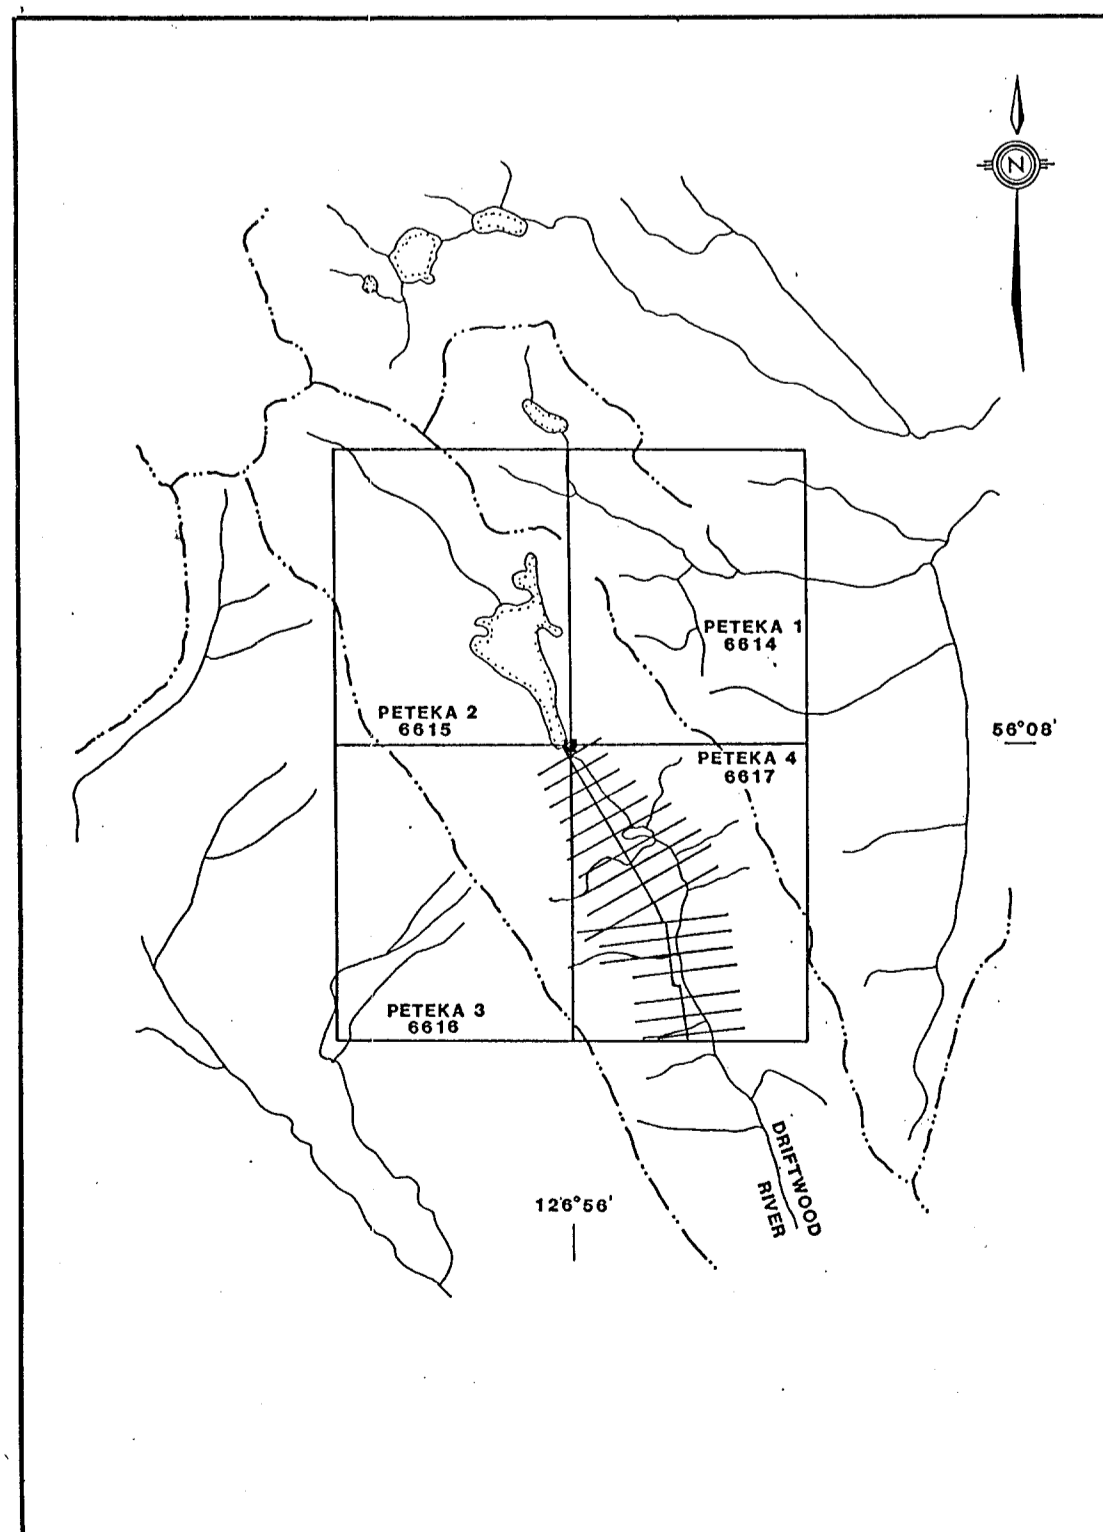 N
PETEKA 1
6614
PETEKA 2
6615
56°08'
PETEKA 4
6617
PETEKA 3
6616
DRIFTWOOD
RIVER
126°56'